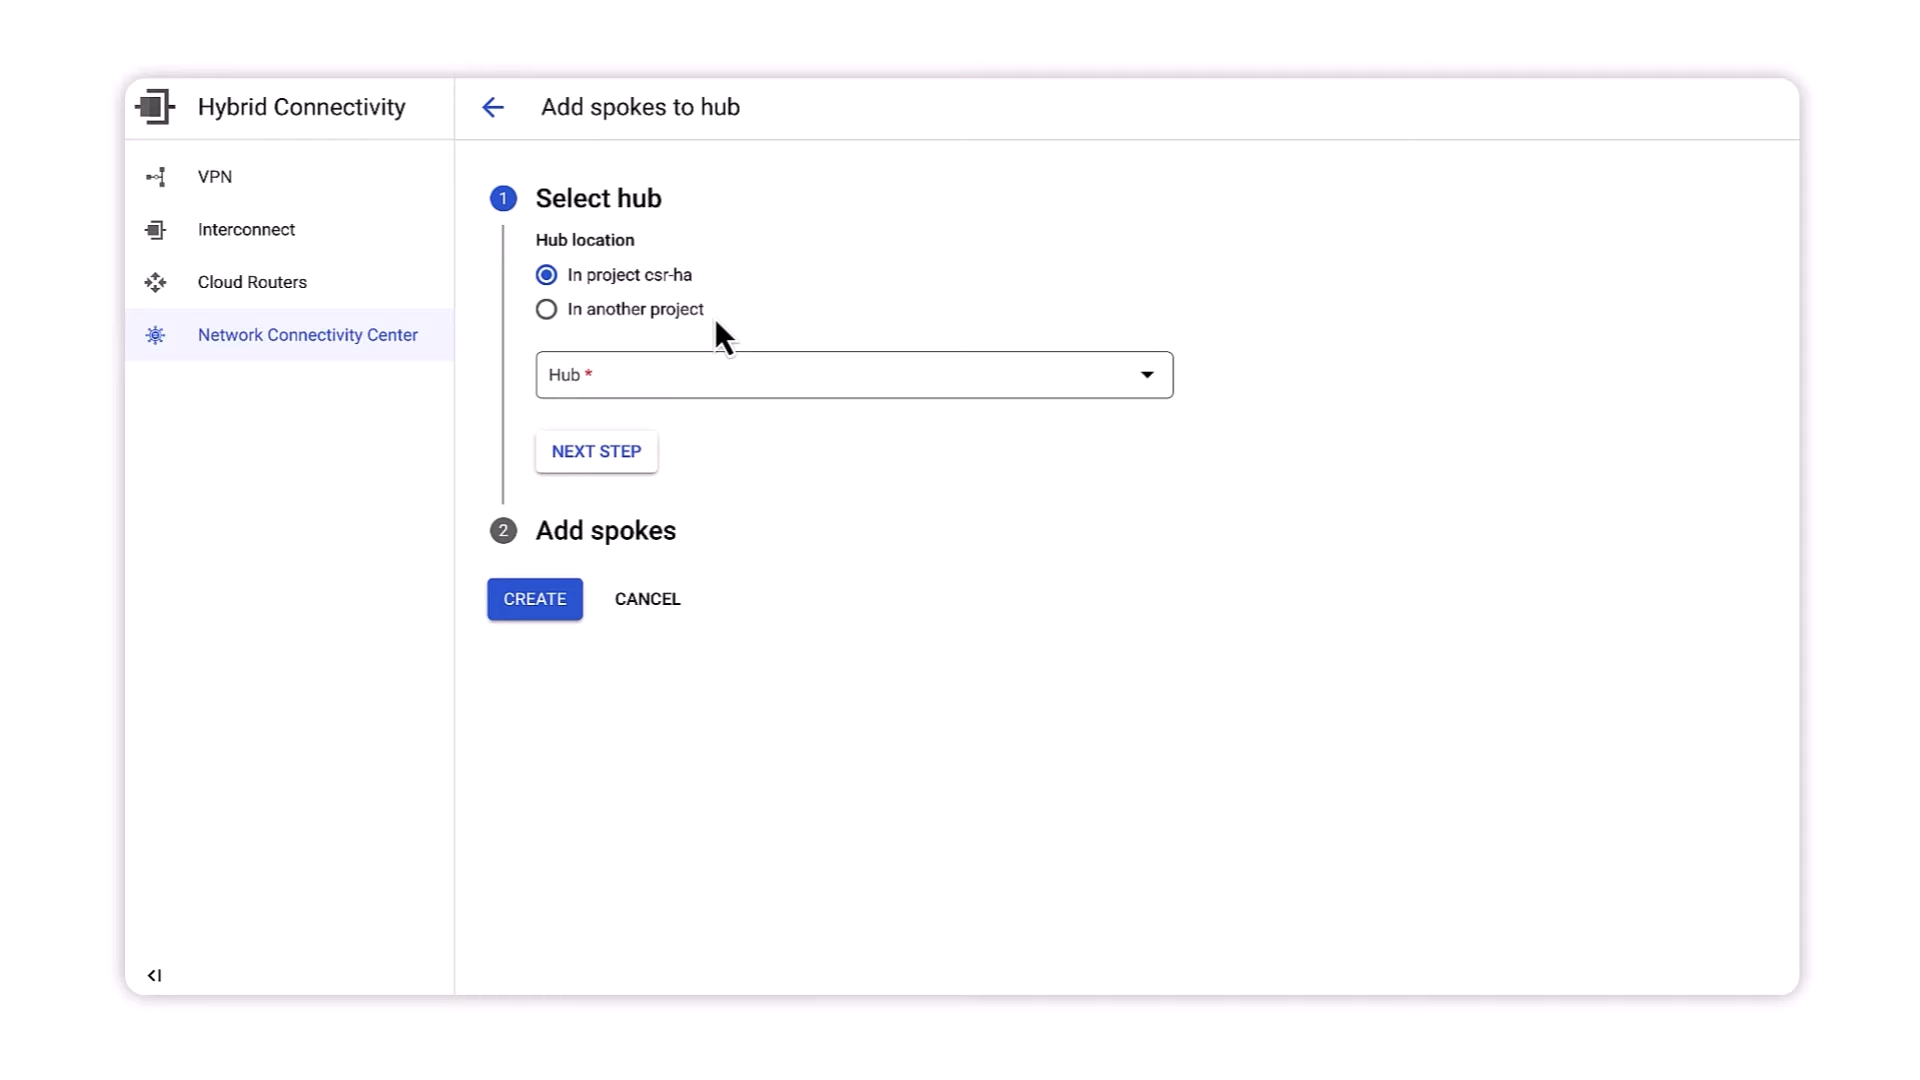 Hybrid Connectivity
Add spokes to hub
VPN
Interconnect
Cloud Routers
Network Connectivity Center
1 Select hub
Hub location
In project csr-ha
In another project
Hub *
NEXT STEP
2 Add spokes
CREATE CANCEL